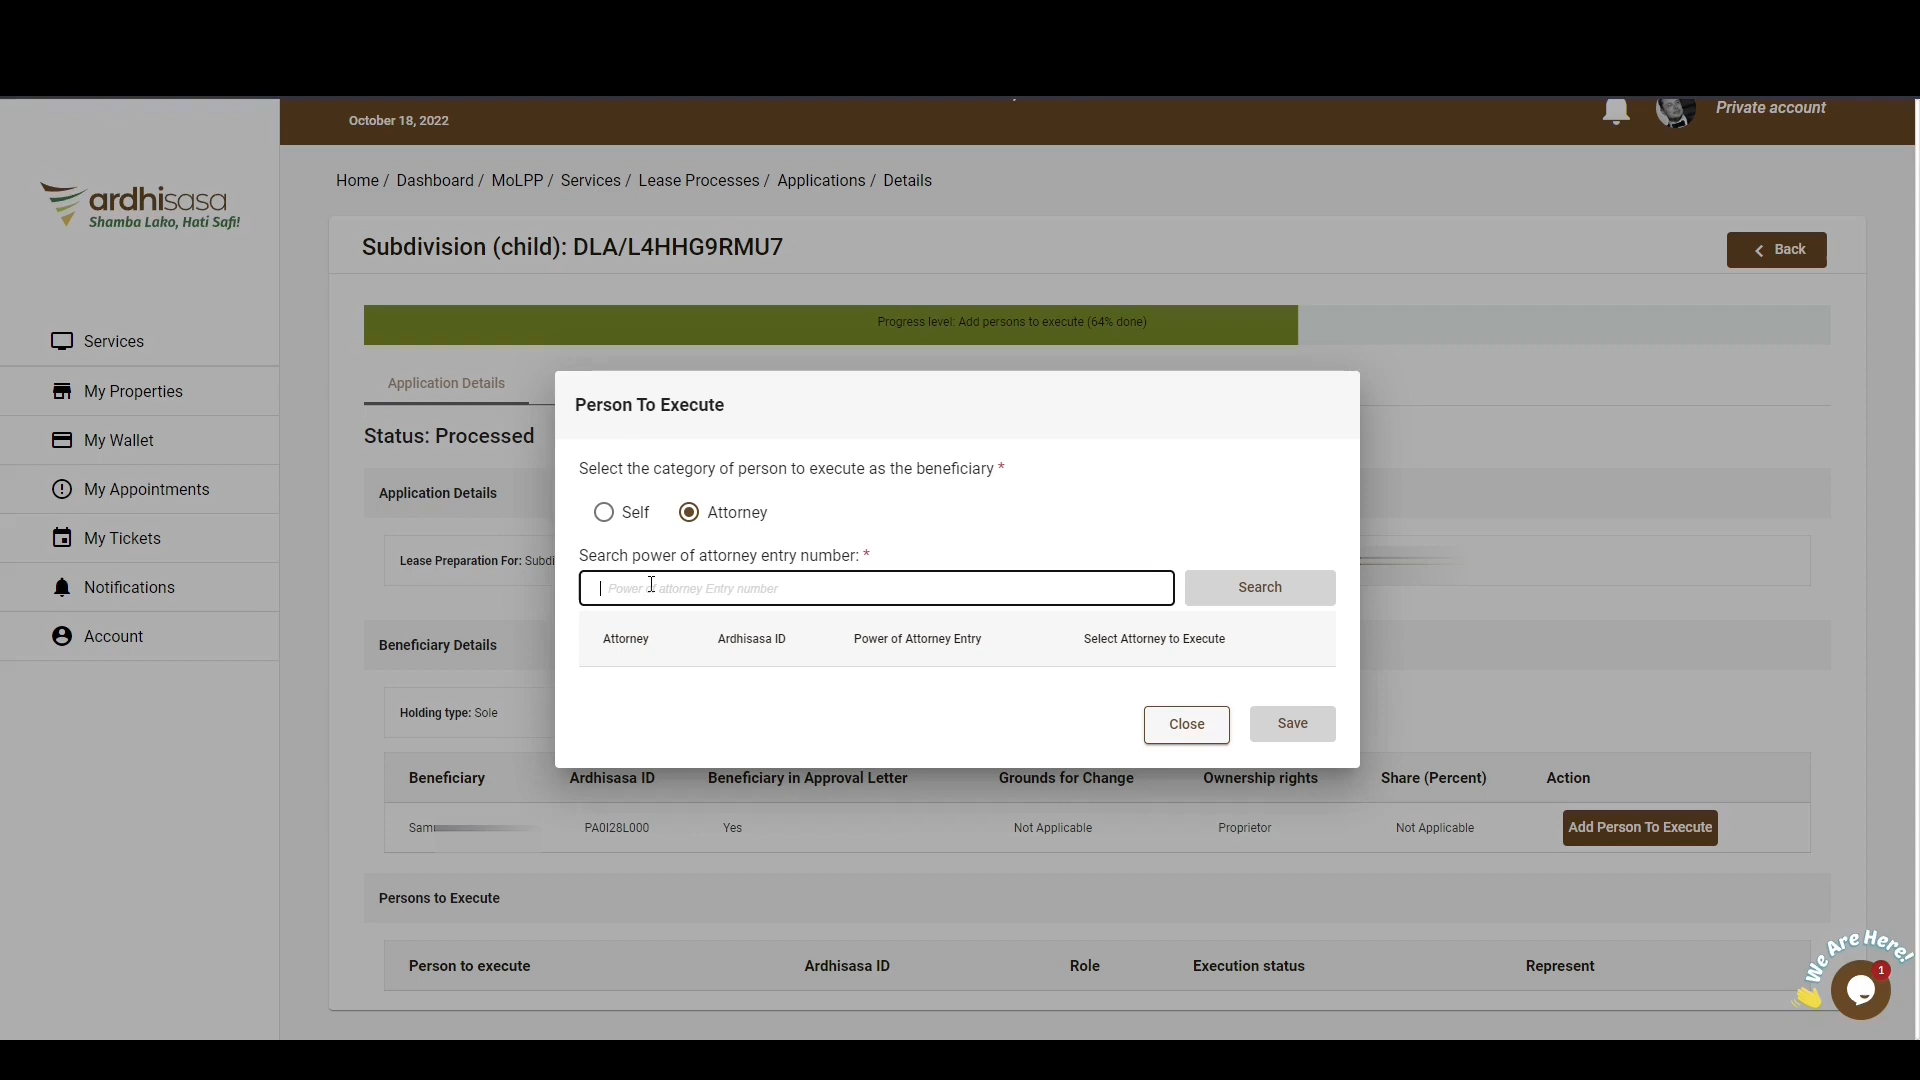 October 18, 2022
Private account
ardhisasa
Shamba Lako, Hati Safi!
Home / Dashboard / MoLPP / Services / Lease Processes / Applications / Details
Subdivision (child): DLA/L4HHG9RMU7
Back
Progress level: Add persons to execute (64% done)
Services
My Properties
My Wallet
My Appointments
My Tickets
Notifications
Account
Application Details
Status: Processed
Application Details
Lease Preparation For: Subdi
Beneficiary Details
Holding type: Sole
Person To Execute
Select the category of person to execute as the beneficiary *
Self Attorney
Search power of attorney entry number: *
Power of attorney Entry number
Search
Attorney Ardhisasa ID Power of Attorney Entry Select Attorney to Execute
Close Save
Beneficiary Ardhisasa ID Beneficiary in Approval Letter Grounds for Change Ownership rights Share (Percent) Action
Sam PA0I28L000 Yes Not Applicable Proprietor Not Applicable Add Person To Execute
Persons to Execute
Person to execute Ardhisasa ID Role Execution status Represent
We Are Here!
1